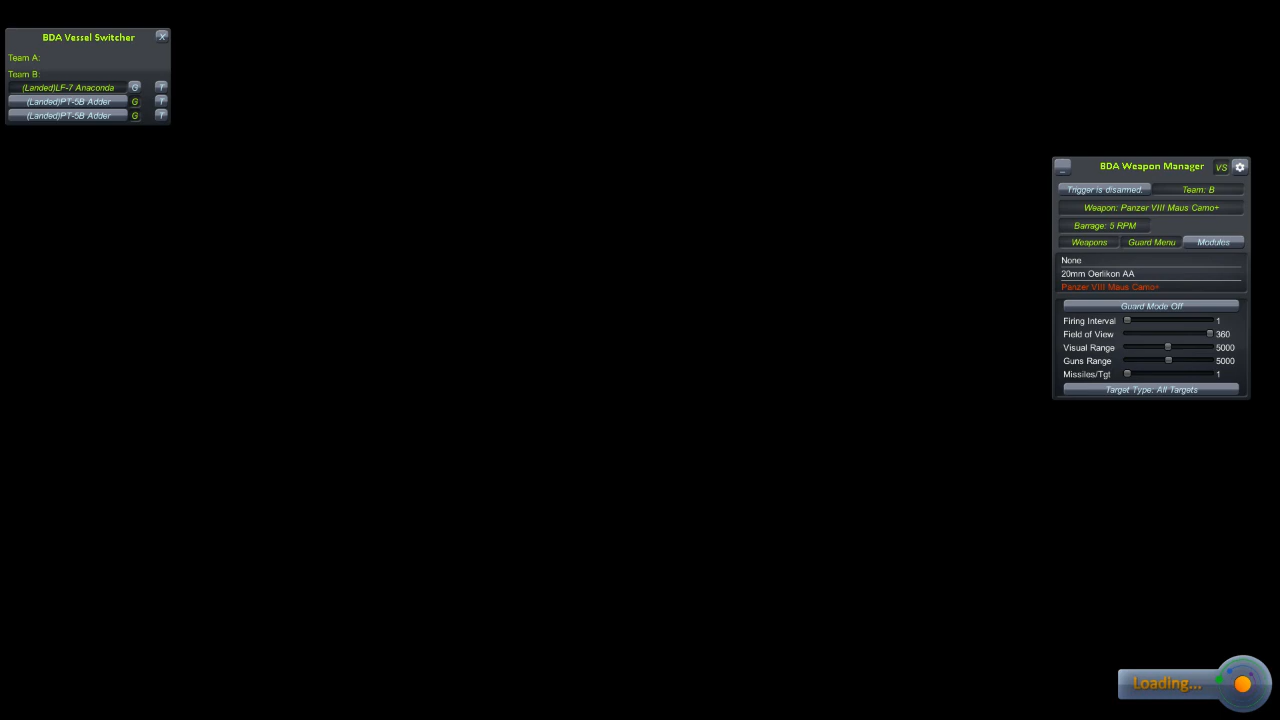 BDA Vessel Switcher X
Team A:
Team B:
(Landed)LF-7 Anaconda G T
(Landed)PT-5B Adder G T
(Landed)PT-5B Adder G T
_ BDA Weapon Manager VS
Trigger is disarmed. Team: B
Weapon: Panzer VIII Maus Camo+
Barrage: 5 RPM
Weapons Guard Menu Modules
None
20mm Oerlikon AA
Panzer VIII Maus Camo+
Guard Mode Off
Firing Interval 1
Field of View 360
Visual Range 5000
Guns Range 5000
Missiles/Tgt 1
Target Type: All Targets
Loading...